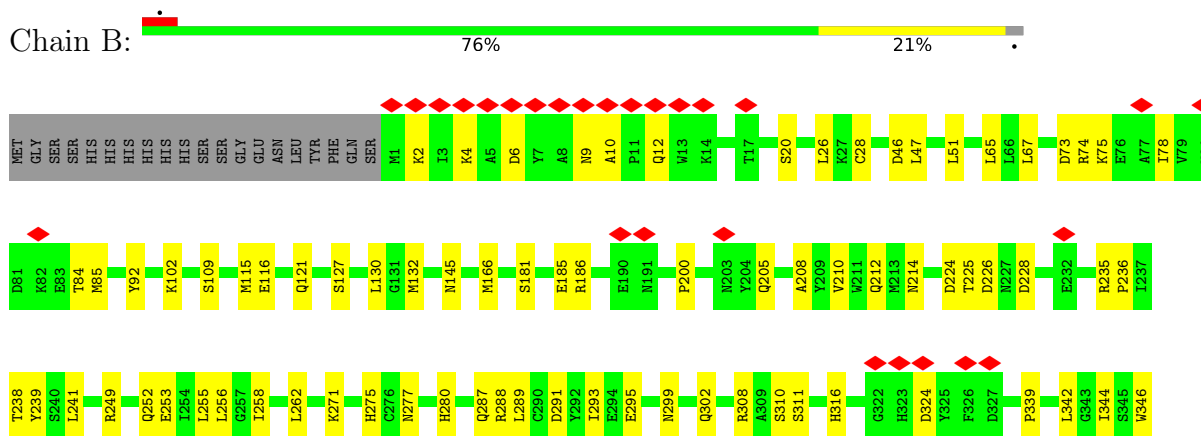 Chain B:
76% 21%
MET GLY SER SER HIS HIS HIS HIS HIS HIS SER SER GLY GLU ASN LEU TYR PHE GLN SER M1 K2 I3 K4 A5 D6 Y7 A8 N9 A10 P11 Q12 W13 K14 T17 S20 L26 K27 C28 D46 L47 L51 L65 L66 L67 D73 R74 K75 E76 A77 I78 V79
D81 K82 E83 T84 M85 Y92 K102 S109 M115 E116 Q121 S127 L130 G131 M132 N145 M166 S181 E185 R186 E190 N191 P200 N203 Y204 Q205 A208 Y209 V210 W211 Q212 M213 N214 D224 T225 D226 N227 D228 E232 R235 P236 I237
T238 Y239 S240 L241 R249 Q252 E253 I254 L255 L256 G257 I258 L262 K271 H275 C276 N277 H280 Q287 R288 L289 C290 D291 Y292 I293 E294 E295 N299 Q302 R308 A309 S310 S311 H316 G322 H323 D324 Y325 F326 D327 P339 L342 G343 I344 S345 W346